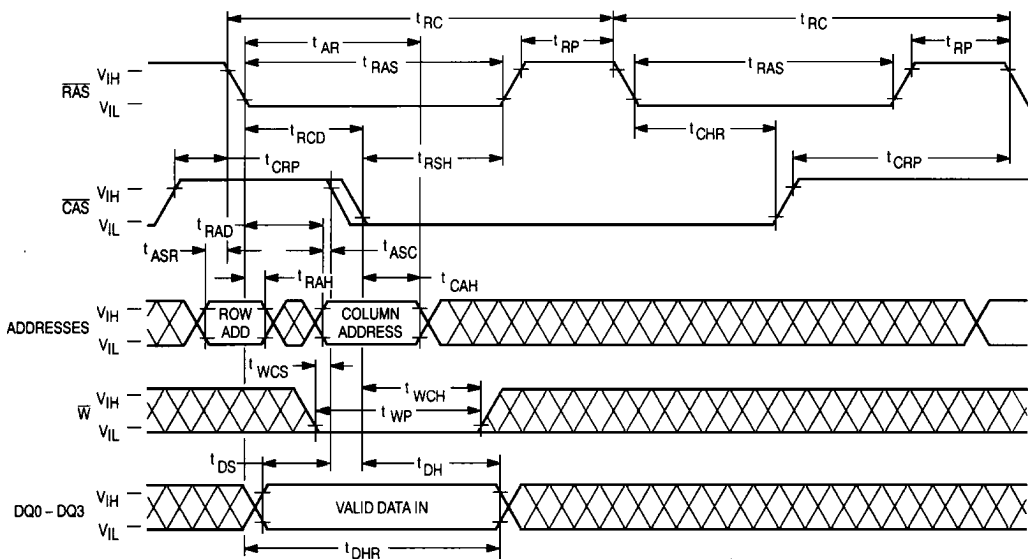 tRC tRC
tAR tRP tRP
tRAS tRAS
RAS VIH
VIL
tRCD tCHR
tCRP tRSH tCRP
CAS VIH
VIL
tRAD
tASR tASC
tRAH tCAH
ADDRESSES VIH ROW ADD COLUMN ADDRESS
VIL
tWCS tWCH
W VIH tWP
VIL
tDS tDH
DQ0 – DQ3 VIH VALID DATA IN
VIL
tDHR